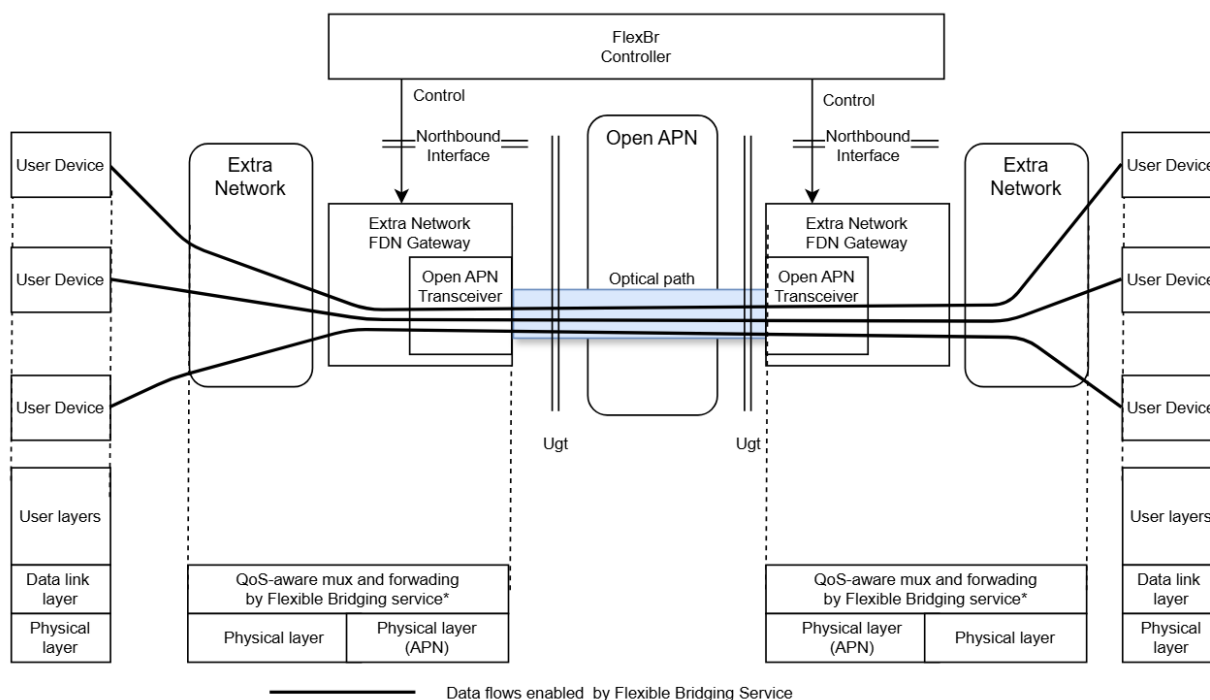 FlexBr
Controller
Control
Control
Northbound
Interface
Northbound
Interface
Open APN
User Device
Extra
Network
Extra
Network
User Device
Extra Network
FDN Gateway
Extra Network
FDN Gateway
User Device
Open APN
Transceiver
Optical path
Open APN
Transceiver
User Device
User Device
User Device
Ugt
Ugt
User layers
User layers
Data link
layer
QoS-aware mux and forwading
by Flexible Bridging service*
QoS-aware mux and forwading
by Flexible Bridging service*
Data link
layer
Physical
layer
Physical layer
Physical layer
(APN)
Physical layer
(APN)
Physical layer
Physical
layer
Data flows enabled by Flexible Bridging Service